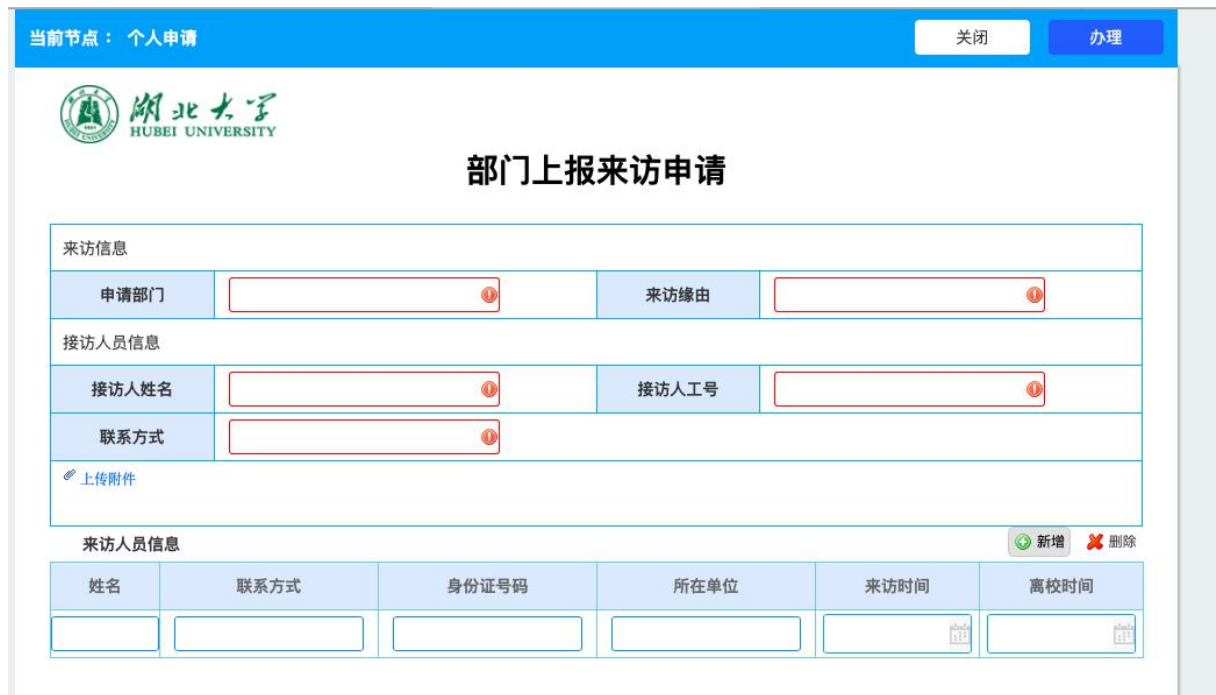 当前节点： 个人申请 关闭 办理
湖北大学
HUBEI UNIVERSITY
部门上报来访申请
来访信息
申请部门 来访缘由
接访人员信息
接访人姓名 接访人工号
联系方式
上传附件
来访人员信息 新增 删除
姓名 联系方式 身份证号码 所在单位 来访时间 离校时间